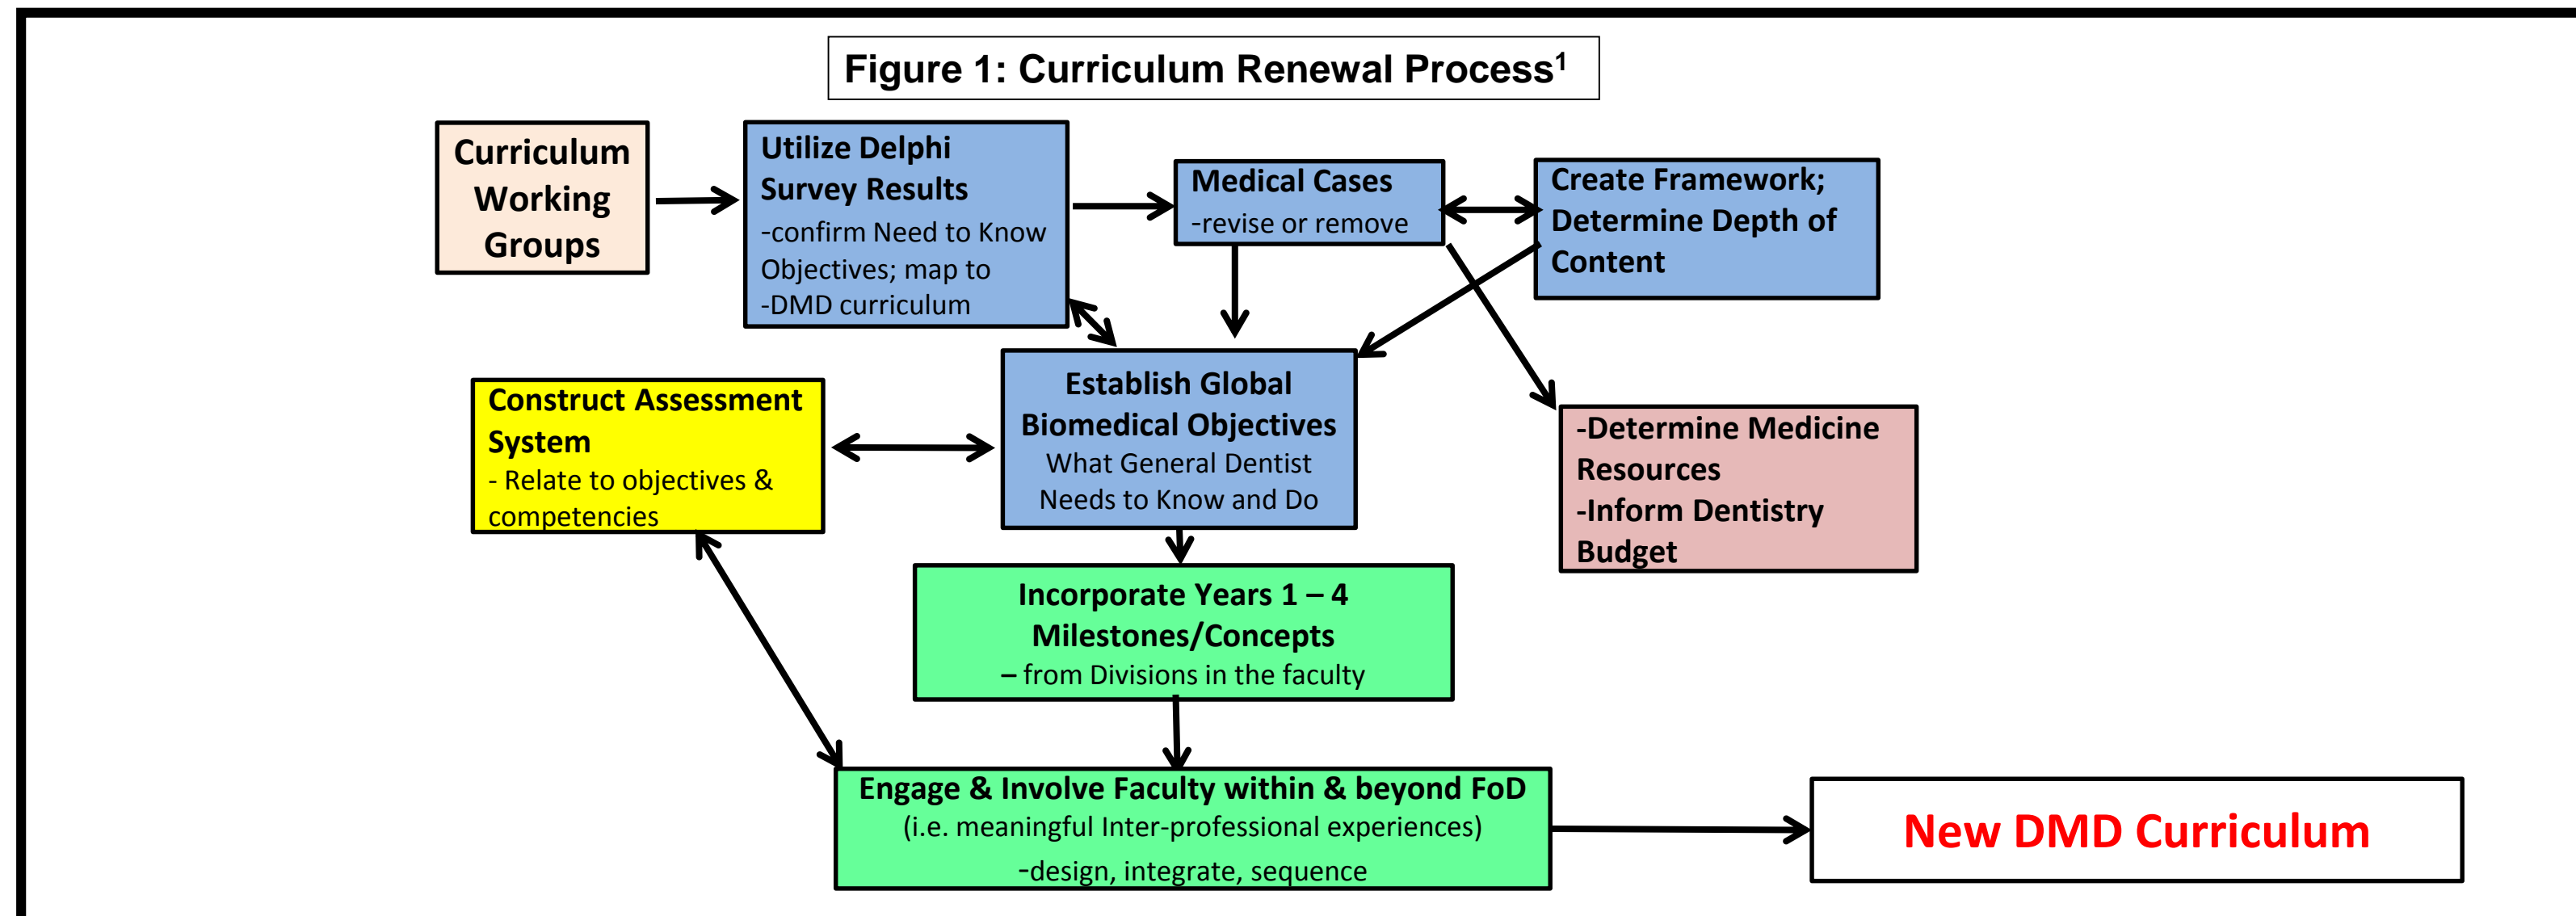 Figure 1: Curriculum Renewal Process¹
Curriculum
Working
Groups
Utilize Delphi
Survey Results
-confirm Need to Know
Objectives; map to
-DMD curriculum
Medical Cases
-revise or remove
Create Framework;
Determine Depth of
Content
Establish Global
Biomedical Objectives
What General Dentist
Needs to Know and Do
Construct Assessment
System
- Relate to objectives &
competencies
-Determine Medicine
Resources
-Inform Dentistry
Budget
Incorporate Years 1 – 4
Milestones/Concepts
– from Divisions in the faculty
Engage & Involve Faculty within & beyond FoD
(i.e. meaningful Inter-professional experiences)
-design, integrate, sequence
New DMD Curriculum